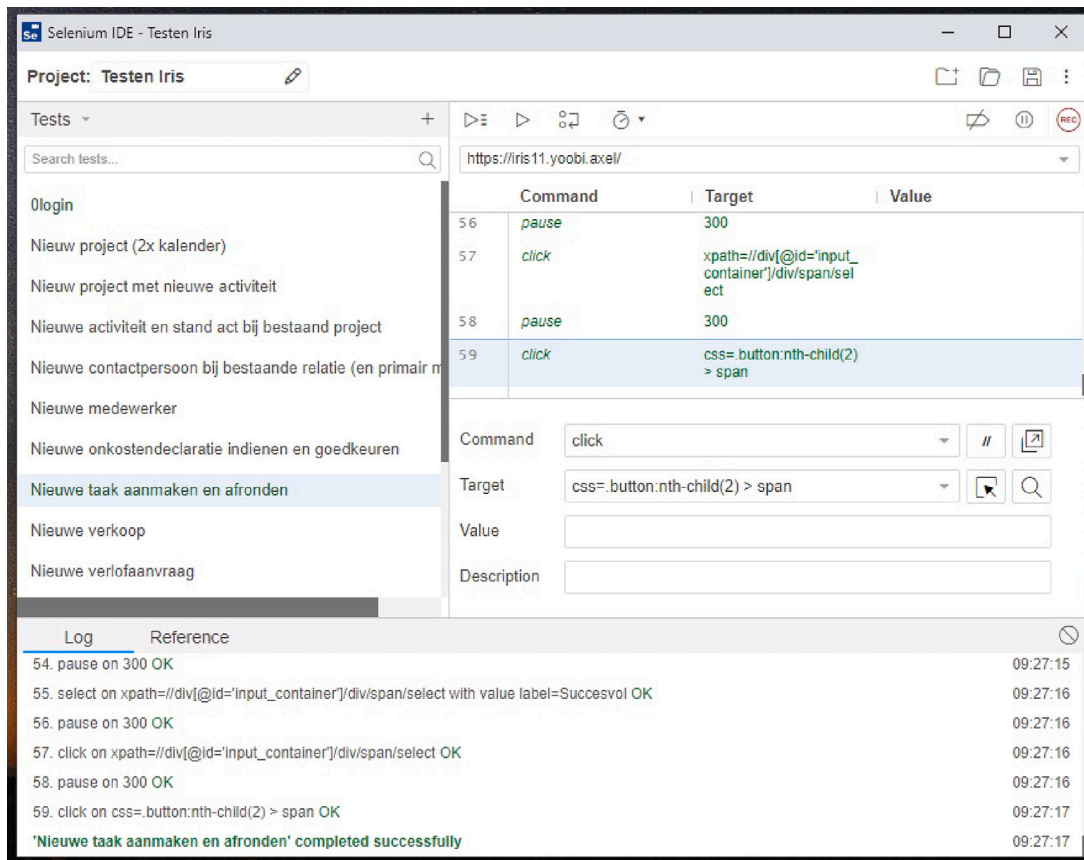 Se Selenium IDE - Testen Iris
Project: Testen Iris
Tests
Search tests...
0login
Nieuw project (2x kalender)
Nieuw project met nieuwe activiteit
Nieuwe activiteit en stand act bij bestaand project
Nieuwe contactpersoon bij bestaande relatie (en primair m
Nieuwe medewerker
Nieuwe onkostendeclaratie indienen en goedkeuren
Nieuwe taak aanmaken en afronden
Nieuwe verkoop
Nieuwe verlofaanvraag
REC
https://iris11.yoobi.axel/
Command Target Value
56 pause 300
57 click xpath=//div[@id='input_
container']/div/span/sel
ect
58 pause 300
59 click css=.button:nth-child(2)
> span
Command click //
Target css=.button:nth-child(2) > span
Value
Description
Log Reference
54. pause on 300 OK 09:27:15
55. select on xpath=//div[@id='input_container']/div/span/select with value label=Succesvol OK 09:27:16
56. pause on 300 OK 09:27:16
57. click on xpath=//div[@id='input_container']/div/span/select OK 09:27:16
58. pause on 300 OK 09:27:16
59. click on css=.button:nth-child(2) > span OK 09:27:17
'Nieuwe taak aanmaken en afronden' completed successfully 09:27:17